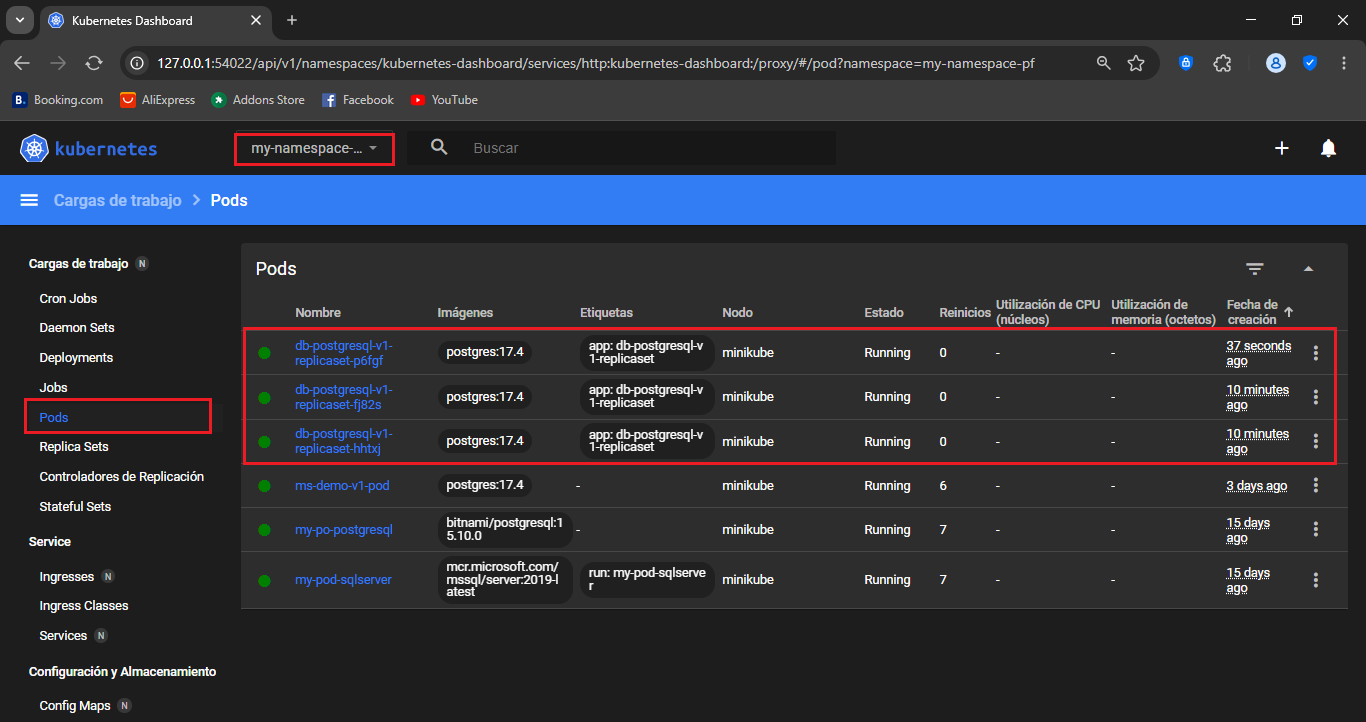 Kubernetes Dashboard
127.0.0.1:54022/api/v1/namespaces/kubernetes-dashboard/services/http:kubernetes-dashboard:/proxy/#/pod?namespace=my-namespace-pf
B. Booking.com AliExpress Addons Store Facebook YouTube
kubernetes my-namespace-... Buscar
Cargas de trabajo > Pods
Cargas de trabajo N
Cron Jobs
Daemon Sets
Deployments
Jobs
Pods
Replica Sets
Controladores de Replicación
Stateful Sets
Service
Ingresses N
Ingress Classes
Services N
Configuración y Almacenamiento
Config Maps N
Pods
Nombre Imágenes Etiquetas Nodo Estado Reinicios Utilización de CPU (núcleos) Utilización de memoria (octetos) Fecha de creación
db-postgresql-v1-replicaset-p6fgf postgres:17.4 app: db-postgresql-v1-replicaset minikube Running 0 - - 37 seconds ago
db-postgresql-v1-replicaset-fj82s postgres:17.4 app: db-postgresql-v1-replicaset minikube Running 0 - - 10 minutes ago
db-postgresql-v1-replicaset-hhtxj postgres:17.4 app: db-postgresql-v1-replicaset minikube Running 0 - - 10 minutes ago
ms-demo-v1-pod postgres:17.4 - minikube Running 6 - - 3 days ago
my-po-postgresql bitnami/postgresql:15.10.0 - minikube Running 7 - - 15 days ago
my-pod-sqlserver mcr.microsoft.com/mssql/server:2019-latest run: my-pod-sqlserver minikube Running 7 - - 15 days ago